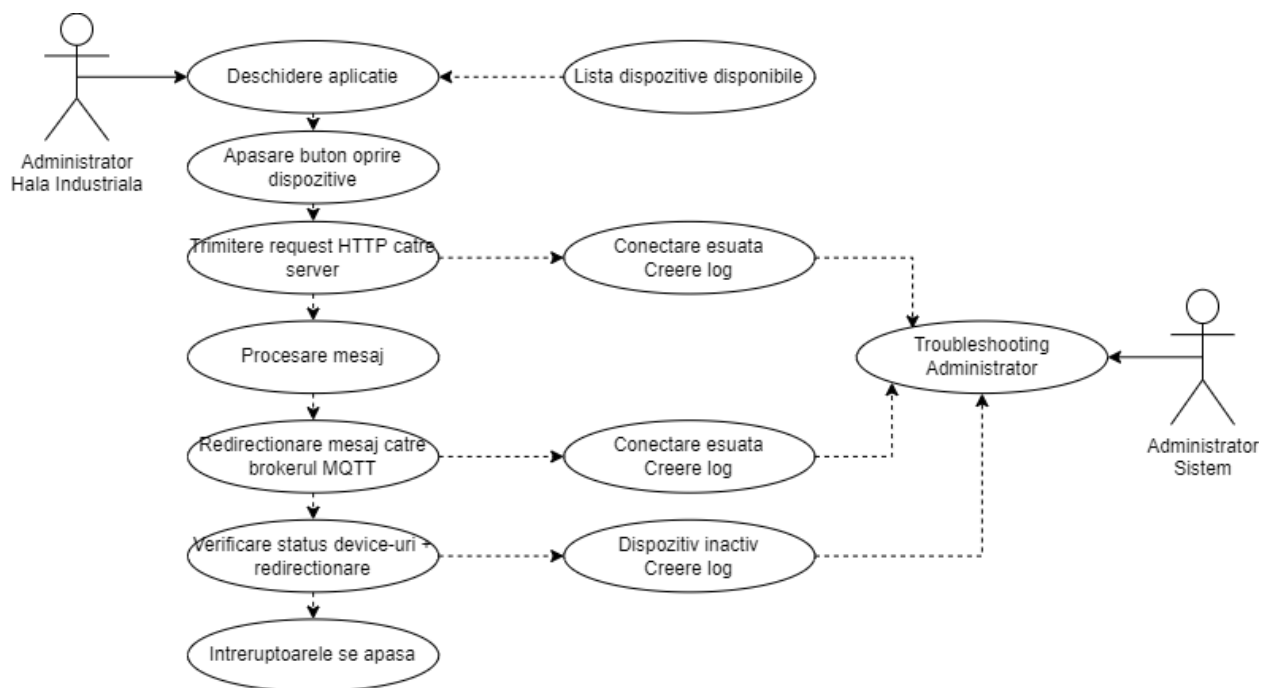 Deschidere aplicatie
Lista dispozitive disponibile
Administrator
Hala Industriala
Apasare buton oprire
dispozitive
Trimitere request HTTP catre
server
Conectare esuata
Creere log
Procesare mesaj
Troubleshooting
Administrator
Redirectionare mesaj catre
brokerul MQTT
Conectare esuata
Creere log
Administrator
Sistem
Verificare status device-uri +
redirectionare
Dispozitiv inactiv
Creere log
Intreruptoarele se apasa